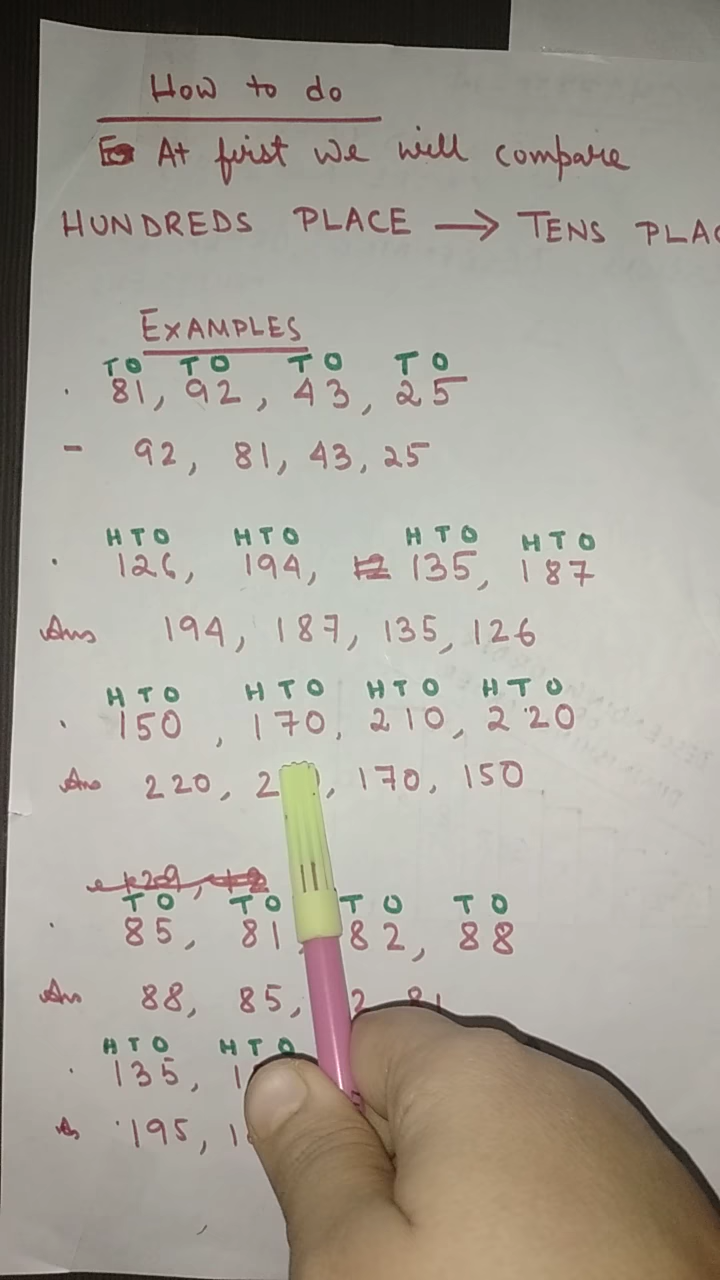 How to do
At first we will compare
HUNDREDS PLACE → TENS PLAC
EXAMPLES
TO TO TO TO
. 81, 92, 43, 25
- 92, 81, 43, 25
HTO HTO HTO HTO
. 126, 194, 135, 187
Ans 194, 187, 135, 126
HTO HTO HTO HTO
. 150, 170, 210, 220
Ans 220, 170, 150
TO TO TO TO
. 85, 81 82, 88
Ans 88, 85,
HTO HTO
. 135,
195,